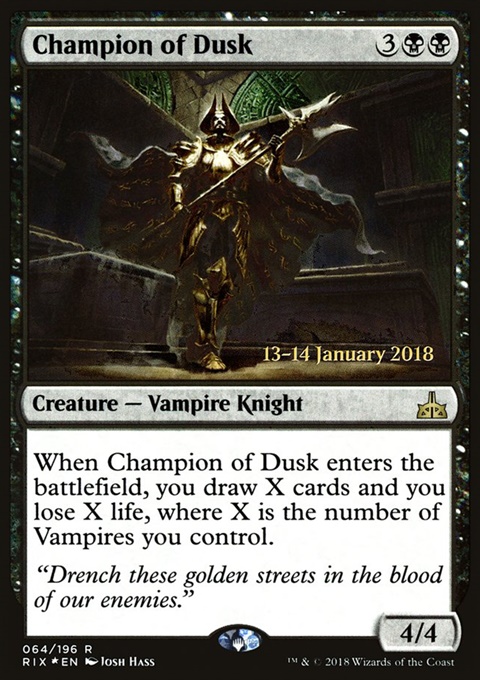 Champion of Dusk 3
13–14 January 2018
Creature — Vampire Knight
When Champion of Dusk enters the
battlefield, you draw X cards and you
lose X life, where X is the number of
Vampires you control.
“Drench these golden streets in the blood
of our enemies.”
4/4
064/196 R
RIX ★ EN Josh Hass
™ & © 2018 Wizards of the Coast